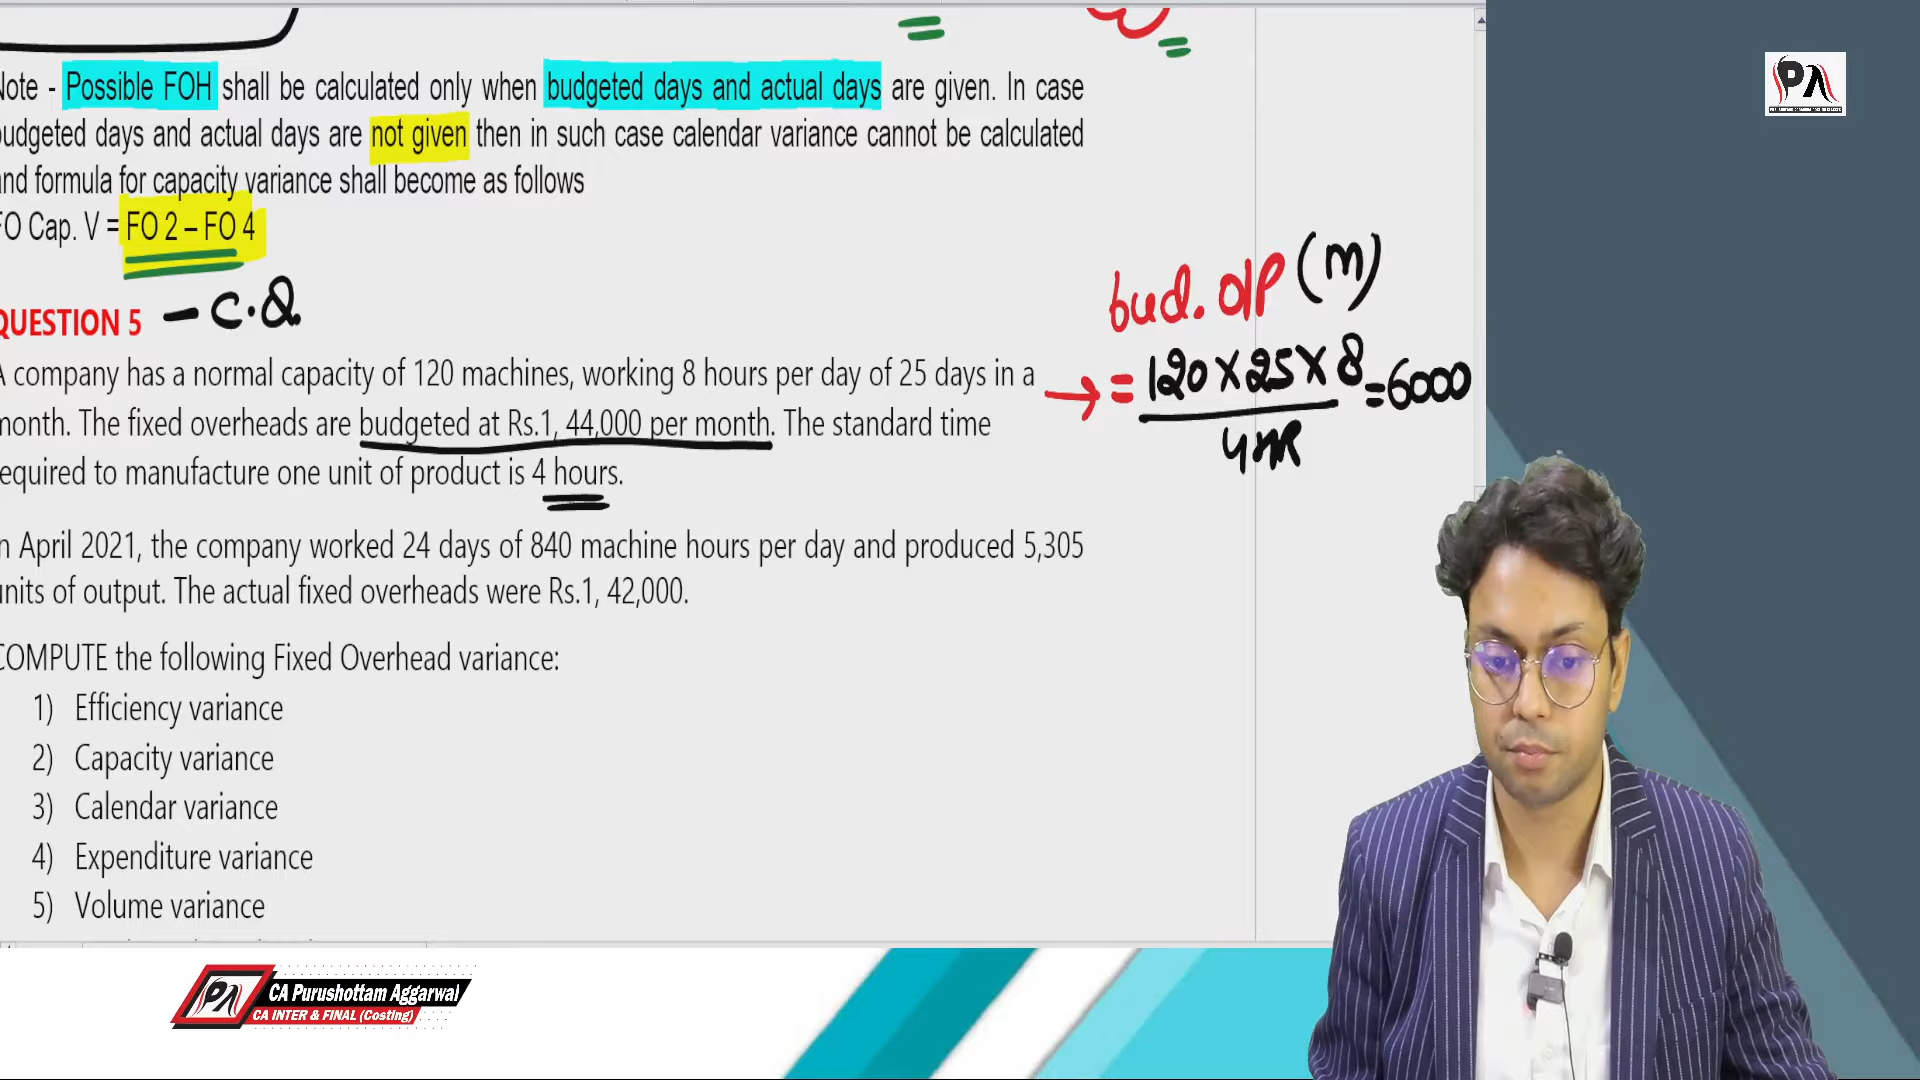 Note - Possible FOH shall be calculated only when budgeted days and actual days are given. In case
budgeted days and actual days are not given then in such case calendar variance cannot be calculated
and formula for capacity variance shall become as follows
FO Cap. V = FO 2 – FO 4
QUESTION 5 - C.Q.
A company has a normal capacity of 120 machines, working 8 hours per day of 25 days in a
month. The fixed overheads are budgeted at Rs.1, 44,000 per month. The standard time
required to manufacture one unit of product is 4 hours.
bud. o/p (m)
→ = 120 X 25 X 8 = 6000
4HR
In April 2021, the company worked 24 days of 840 machine hours per day and produced 5,305
units of output. The actual fixed overheads were Rs.1, 42,000.
COMPUTE the following Fixed Overhead variance:
1) Efficiency variance
2) Capacity variance
3) Calendar variance
4) Expenditure variance
5) Volume variance
PA
PA
CA Purushottam Aggarwal
CA INTER & FINAL (Costing)